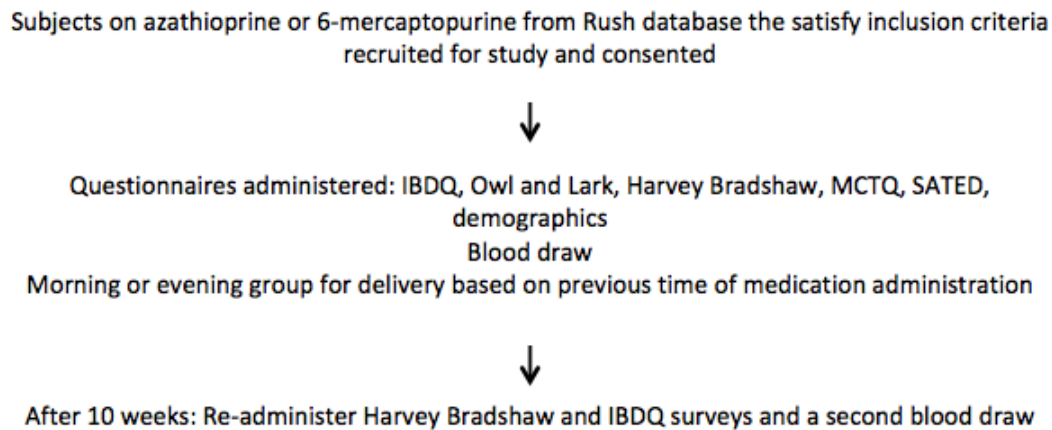 Subjects on azathioprine or 6-mercaptopurine from Rush database the satisfy inclusion criteria
recruited for study and consented
Questionnaires administered: IBDQ, Owl and Lark, Harvey Bradshaw, MCTQ, SATED,
demographics
Blood draw
Morning or evening group for delivery based on previous time of medication administration
After 10 weeks: Re-administer Harvey Bradshaw and IBDQ surveys and a second blood draw